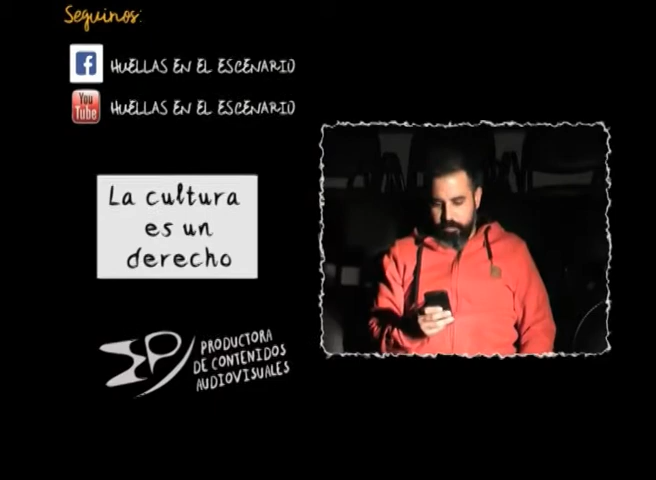 Seguinos:
HUELLAS EN EL ESCENARIO
You
Tube
HUELLAS EN EL ESCENARIO
La cultura
es un
derecho
PRODUCTORA
DE CONTENIDOS
AUDIOVISUALES